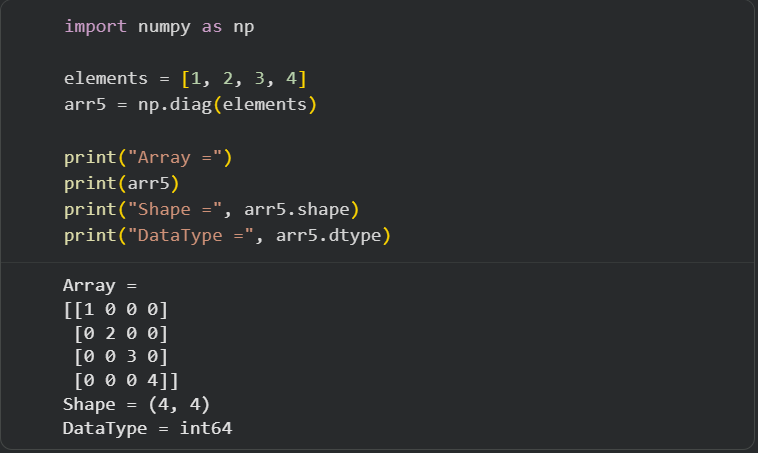 import numpy as np
elements = [1, 2, 3, 4]
arr5 = np.diag(elements)
print("Array =")
print(arr5)
print("Shape =", arr5.shape)
print("DataType =", arr5.dtype)
Array =
[[1 0 0 0]
 [0 2 0 0]
 [0 0 3 0]
 [0 0 0 4]]
Shape = (4, 4)
DataType = int64